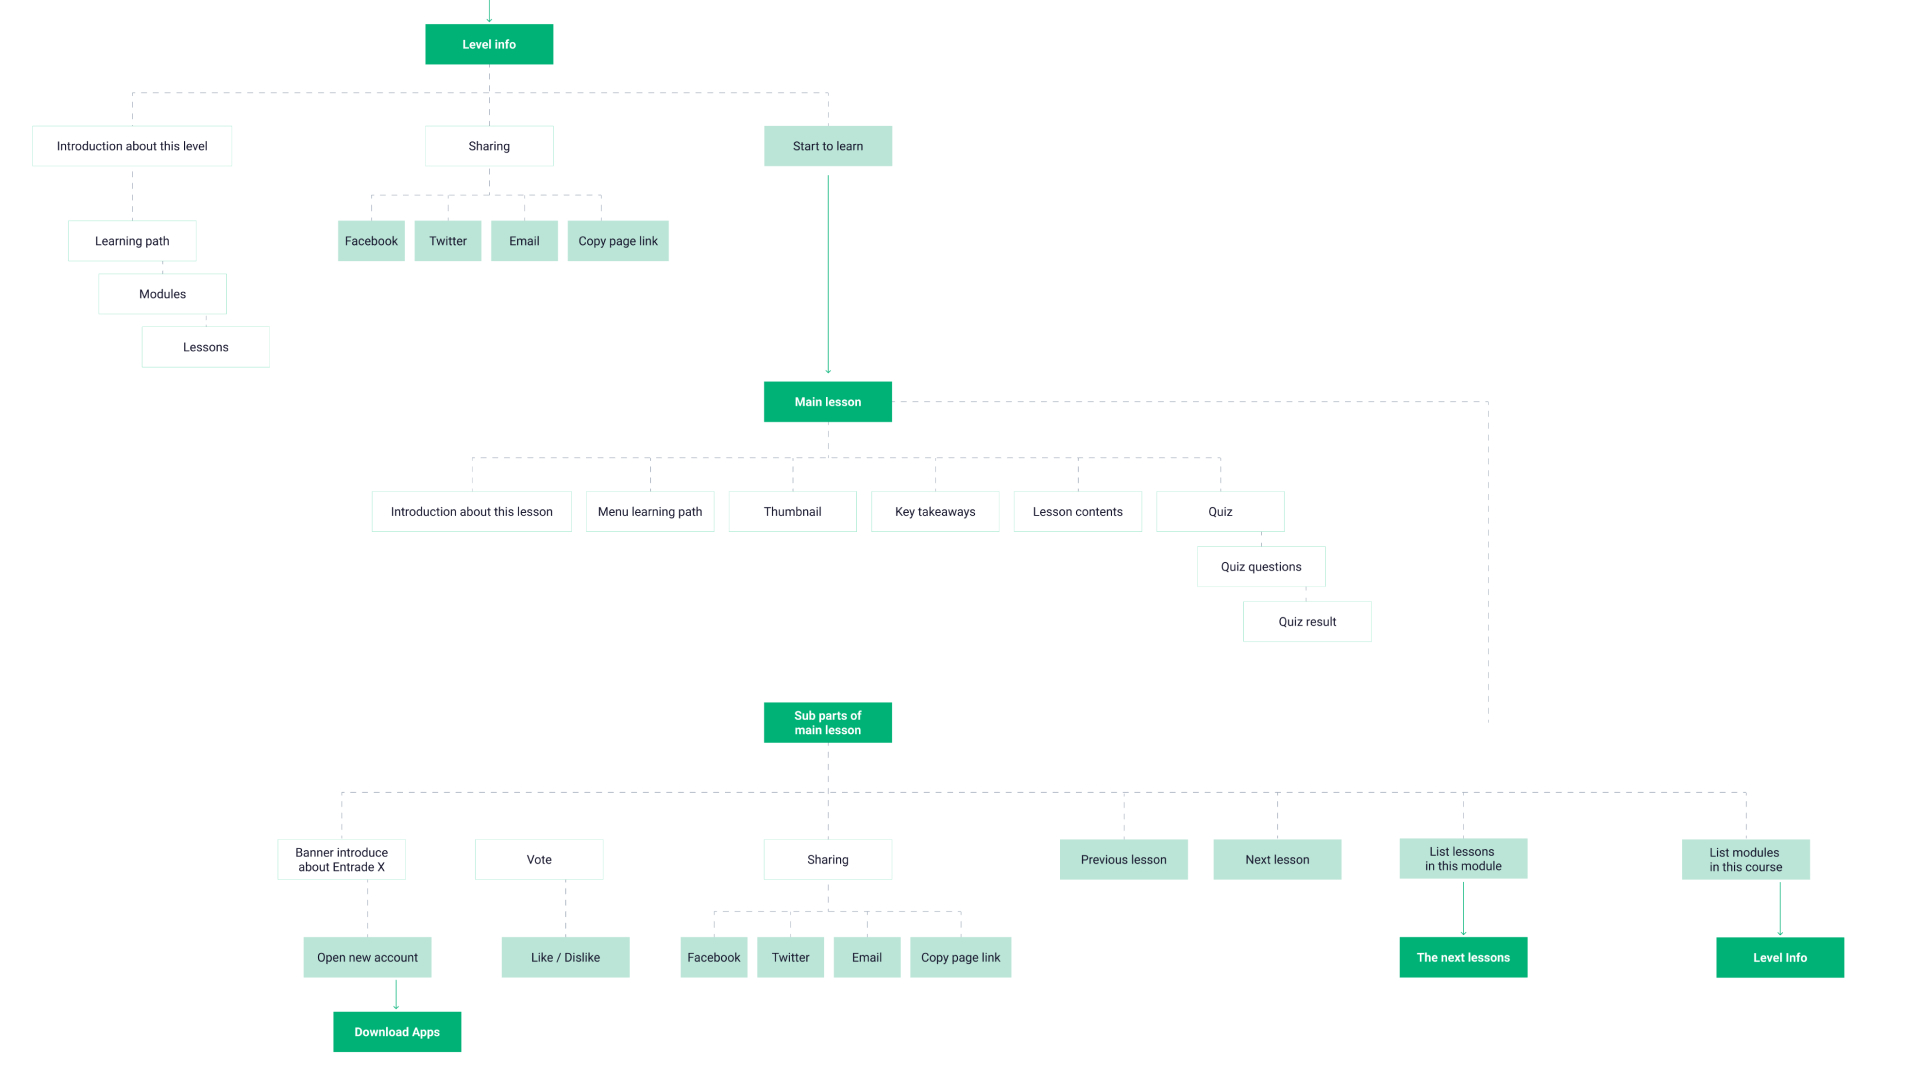 Level info
Introduction about this level
Sharing
Start to learn
Learning path
Facebook
Twitter
Email
Copy page link
Modules
Lessons
Main lesson
Introduction about this lesson
Menu learning path
Thumbnail
Key takeaways
Lesson contents
Quiz
Quiz questions
Quiz result
Sub parts of
main lesson
Banner introduce
about Entrade X
Vote
Sharing
Previous lesson
Next lesson
List lessons
in this module
List modules
in this course
Open new account
Like / Dislike
Facebook
Twitter
Email
Copy page link
The next lessons
Level Info
Download Apps